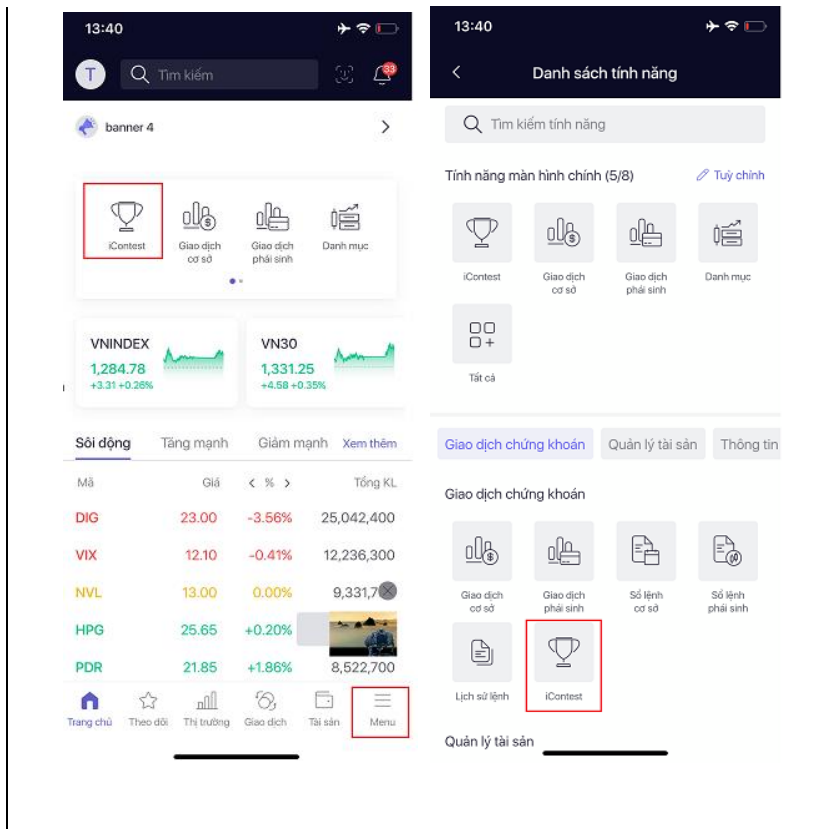 13:40
T
Tìm kiếm
33
banner 4
iContest
Giao dịch
cơ sở
Giao dịch
phái sinh
Danh mục
VNINDEX
1,284.78
+3.31 +0.26%
VN30
1,331.25
+4.58 +0.35%
Sôi động
Tăng mạnh
Giảm mạnh
Xem thêm
Mã
Giá
< % >
Tổng KL
DIG
23.00
-3.56%
25,042,400
VIX
12.10
-0.41%
12,236,300
NVL
13.00
0.00%
9,331,7
HPG
25.65
+0.20%
PDR
21.85
+1.86%
8,522,700
Trang chủ
Theo dõi
Thị trường
Giao dịch
Tài sản
Menu
13:40
Danh sách tính năng
Tìm kiếm tính năng
Tính năng màn hình chính (5/8)
Tuỳ chỉnh
iContest
Giao dịch
cơ sở
Giao dịch
phái sinh
Danh mục
Tất cả
Giao dịch chứng khoán
Quản lý tài sản
Thông tin
Giao dịch chứng khoán
Giao dịch
cơ sở
Giao dịch
phái sinh
Sổ lệnh
cơ sở
Sổ lệnh
phái sinh
Lịch sử lệnh
iContest
Quản lý tài sản